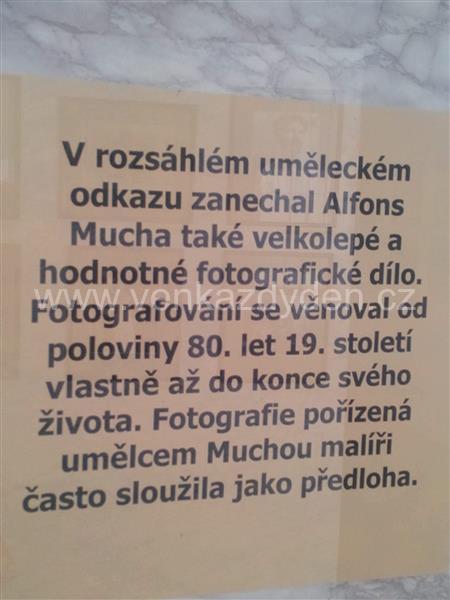 V rozsáhlém uměleckém
odkazu zanechal Alfons
Mucha také velkolepé a
hodnotné fotografické dílo.
www.venkazdyden.cz
Fotografování se věnoval od
poloviny 80. let 19. století
vlastně až do konce svého
života. Fotografie pořízená
umělcem Muchou malíři
často sloužila jako předloha.